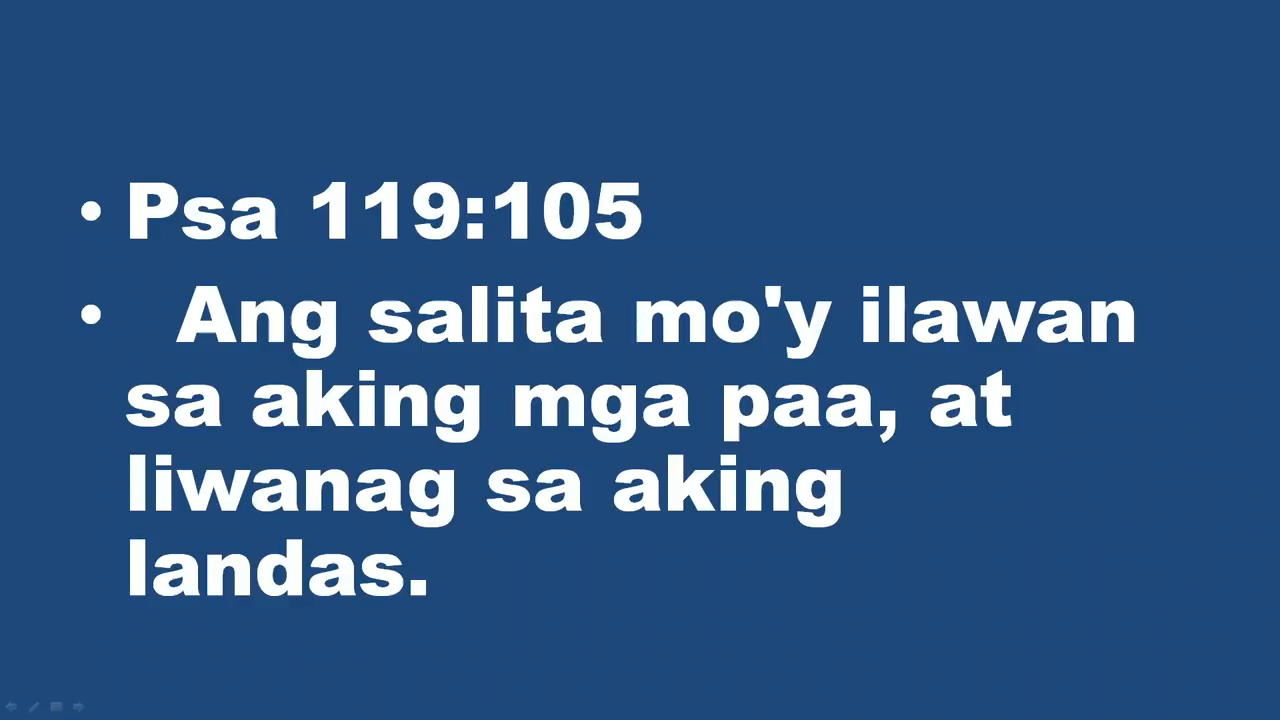 • Psa 119:105
• Ang salita mo'y ilawan
sa aking mga paa, at
liwanag sa aking
landas.